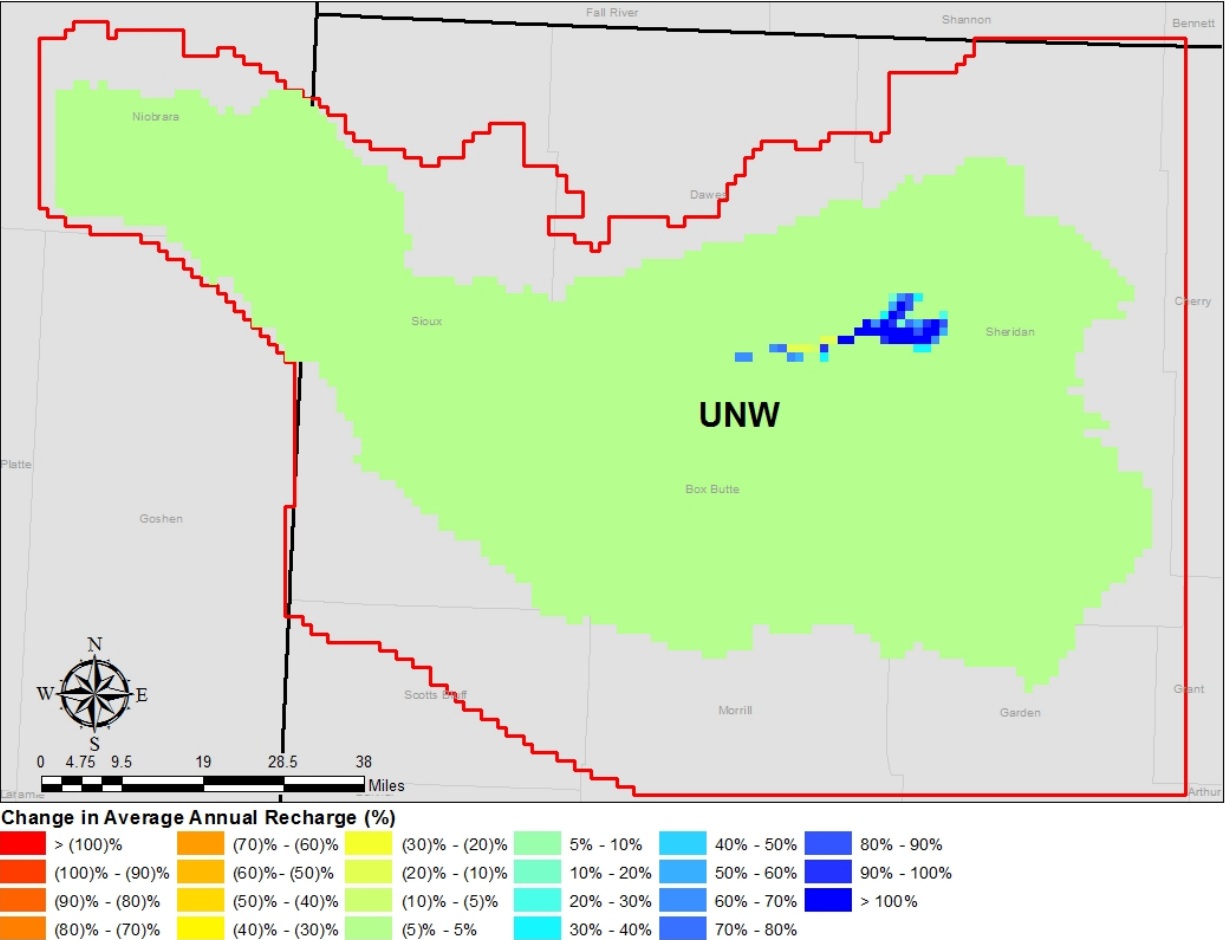 Fall River
Shannon
Bennett
Niobrara
Dawes
Cherry
Sioux
Sheridan
UNW
Platte
Box Butte
Goshen
N
W E
S
Scotts Bluff
Morrill
Garden
Grant
0 4.75 9.5 19 28.5 38
Miles
Laramie
Arthur
Change in Average Annual Recharge (%)
> (100)% (70)% - (60)% (30)% - (20)% 5% - 10% 40% - 50% 80% - 90%
(100)% - (90)% (60)% - (50)% (20)% - (10)% 10% - 20% 50% - 60% 90% - 100%
(90)% - (80)% (50)% - (40)% (10)% - (5)% 20% - 30% 60% - 70% > 100%
(80)% - (70)% (40)% - (30)% (5)% - 5% 30% - 40% 70% - 80%